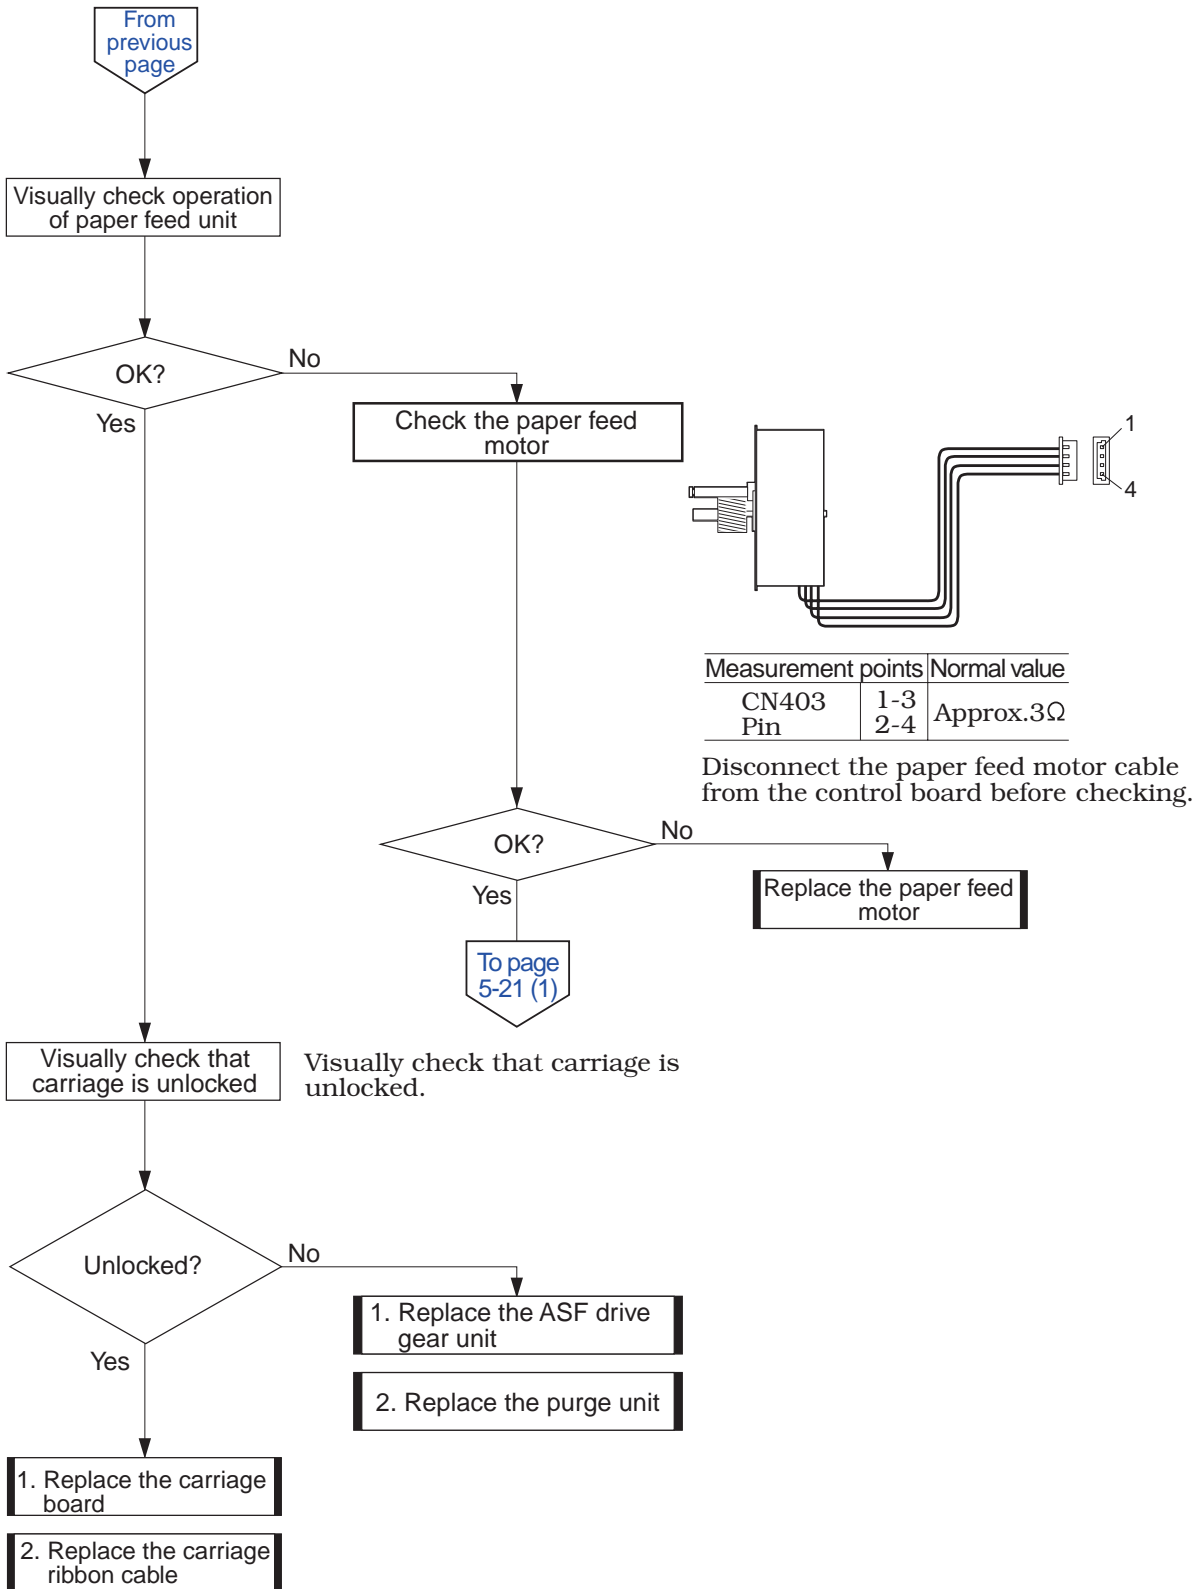 From
previous
page
Visually check operation
of paper feed unit
OK?
No
Yes
Check the paper feed
motor
1
4
Measurement points Normal value
CN403 1-3 Approx.3Ω
Pin 2-4
Disconnect the paper feed motor cable
from the control board before checking.
OK?
No
Yes
Replace the paper feed
motor
To page
5-21 (1)
Visually check that
carriage is unlocked
Visually check that carriage is
unlocked.
Unlocked?
No
Yes
1. Replace the ASF drive
gear unit
2. Replace the purge unit
1. Replace the carriage
board
2. Replace the carriage
ribbon cable